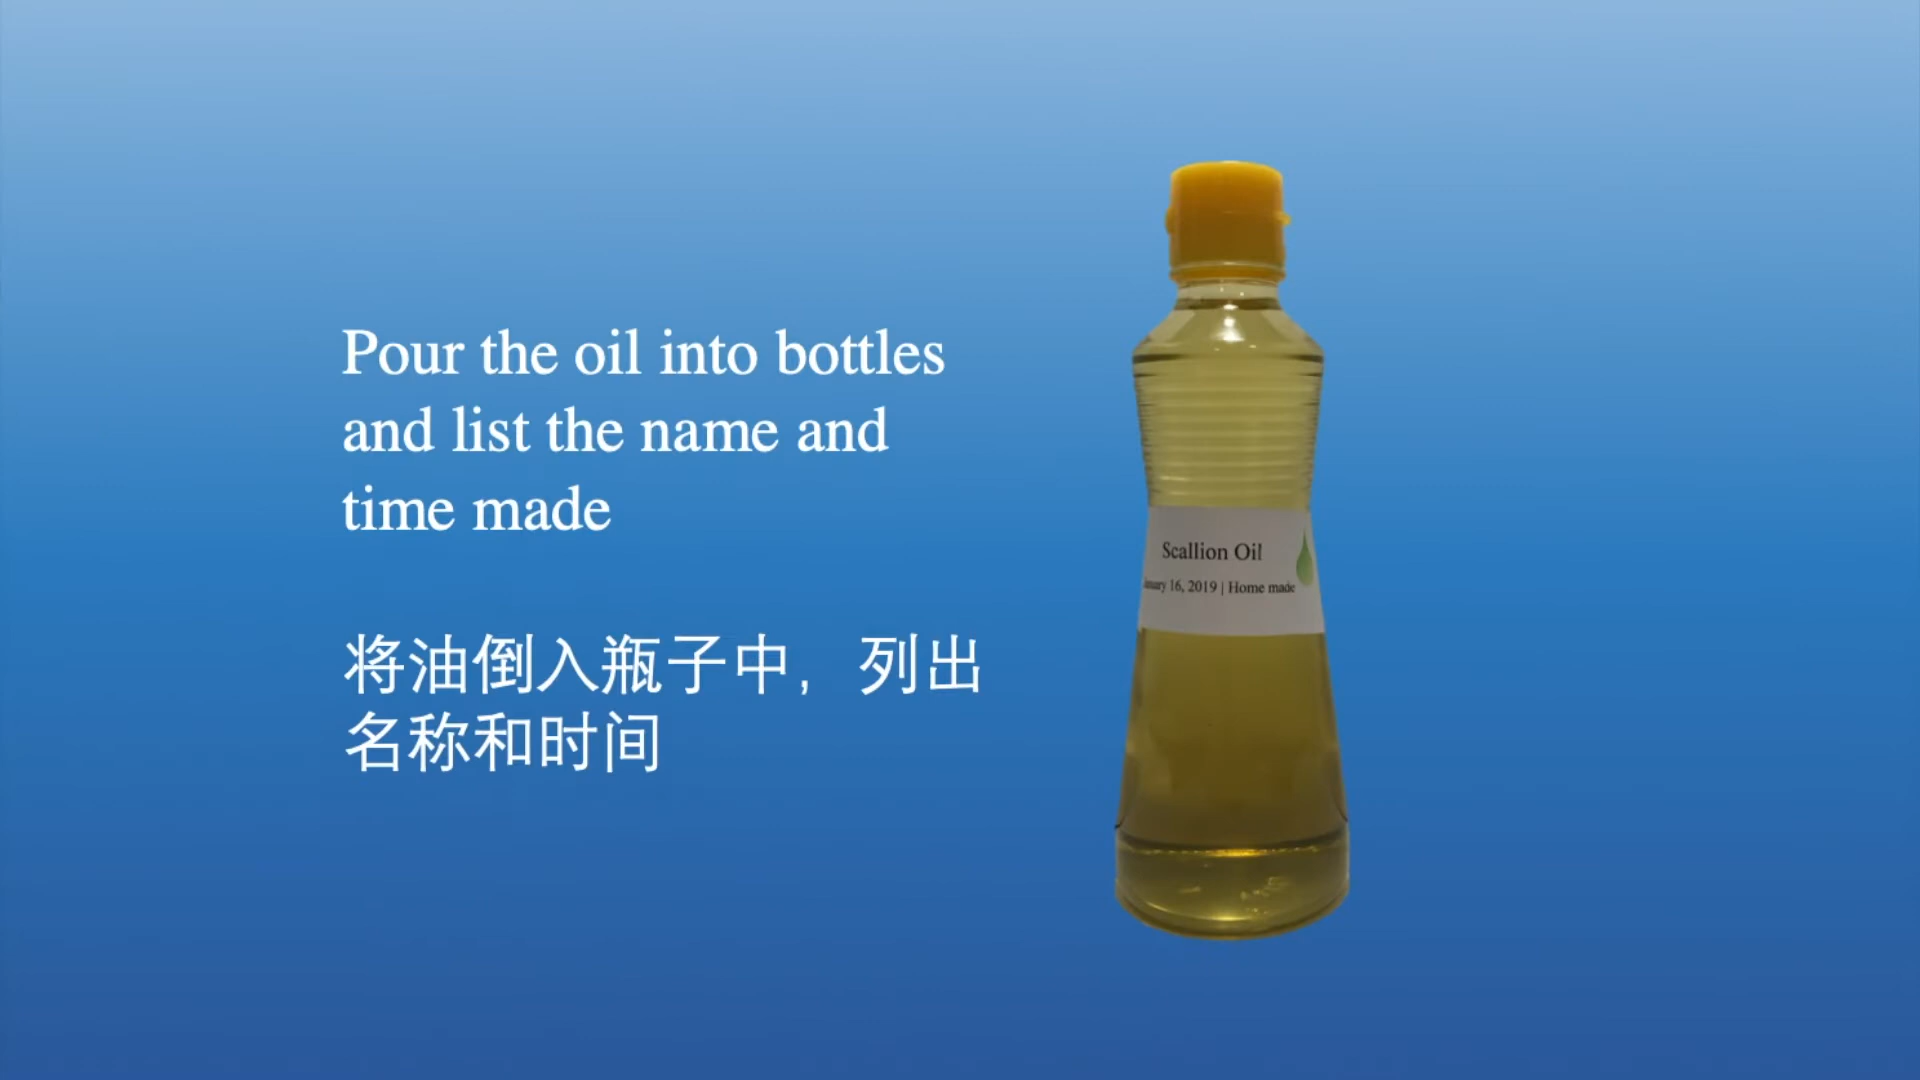 Pour the oil into bottles
and list the name and
time made
将油倒入瓶子中，列出
名称和时间
Scallion Oil
16, 2019 | Home made